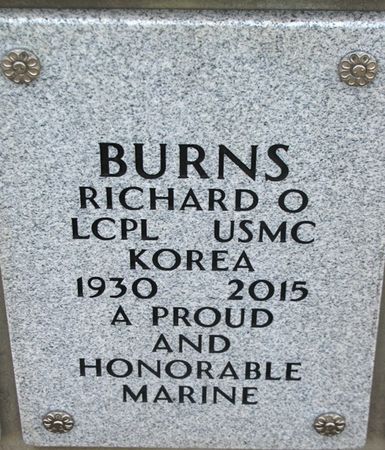 BURNS
RICHARD O
LCPL USMC
KOREA
1930 2015
A PROUD
AND
HONORABLE
MARINE